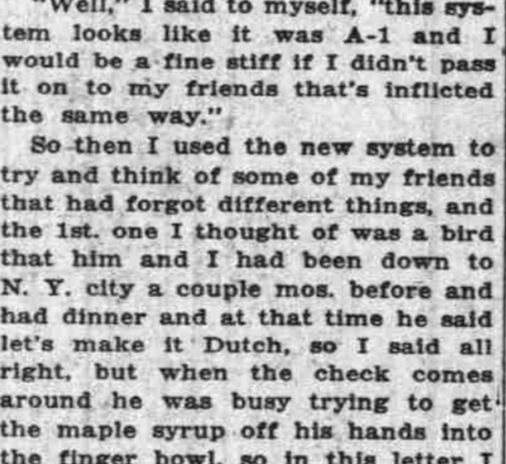 "Well," I said to myself, "this sys-
tem looks like it was A-1 and I
would be a fine stiff if I didn't pass
it on to my friends that's inflicted
the same way."
So then I used the new system to
try and think of some of my friends
that had forgot different things, and
the 1st. one I thought of was a bird
that him and I had been down to
N. Y. city a couple mos. before and
had dinner and at that time he said
let's make it Dutch, so I said all
right, but when the check comes
around he was busy trying to get
the maple syrup off his hands into
the finger bowl, so in this letter I